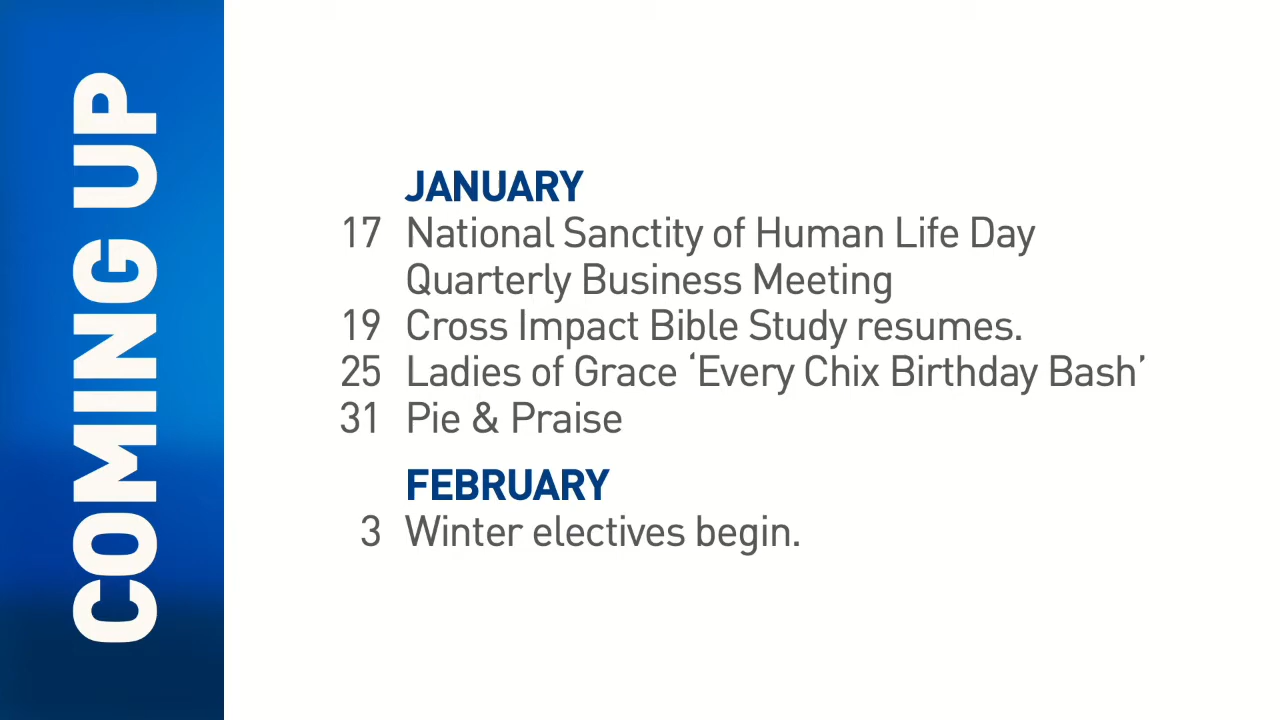 COMING UP
JANUARY
17 National Sanctity of Human Life Day
Quarterly Business Meeting
19 Cross Impact Bible Study resumes.
25 Ladies of Grace ‘Every Chix Birthday Bash’
31 Pie & Praise
FEBRUARY
3 Winter electives begin.